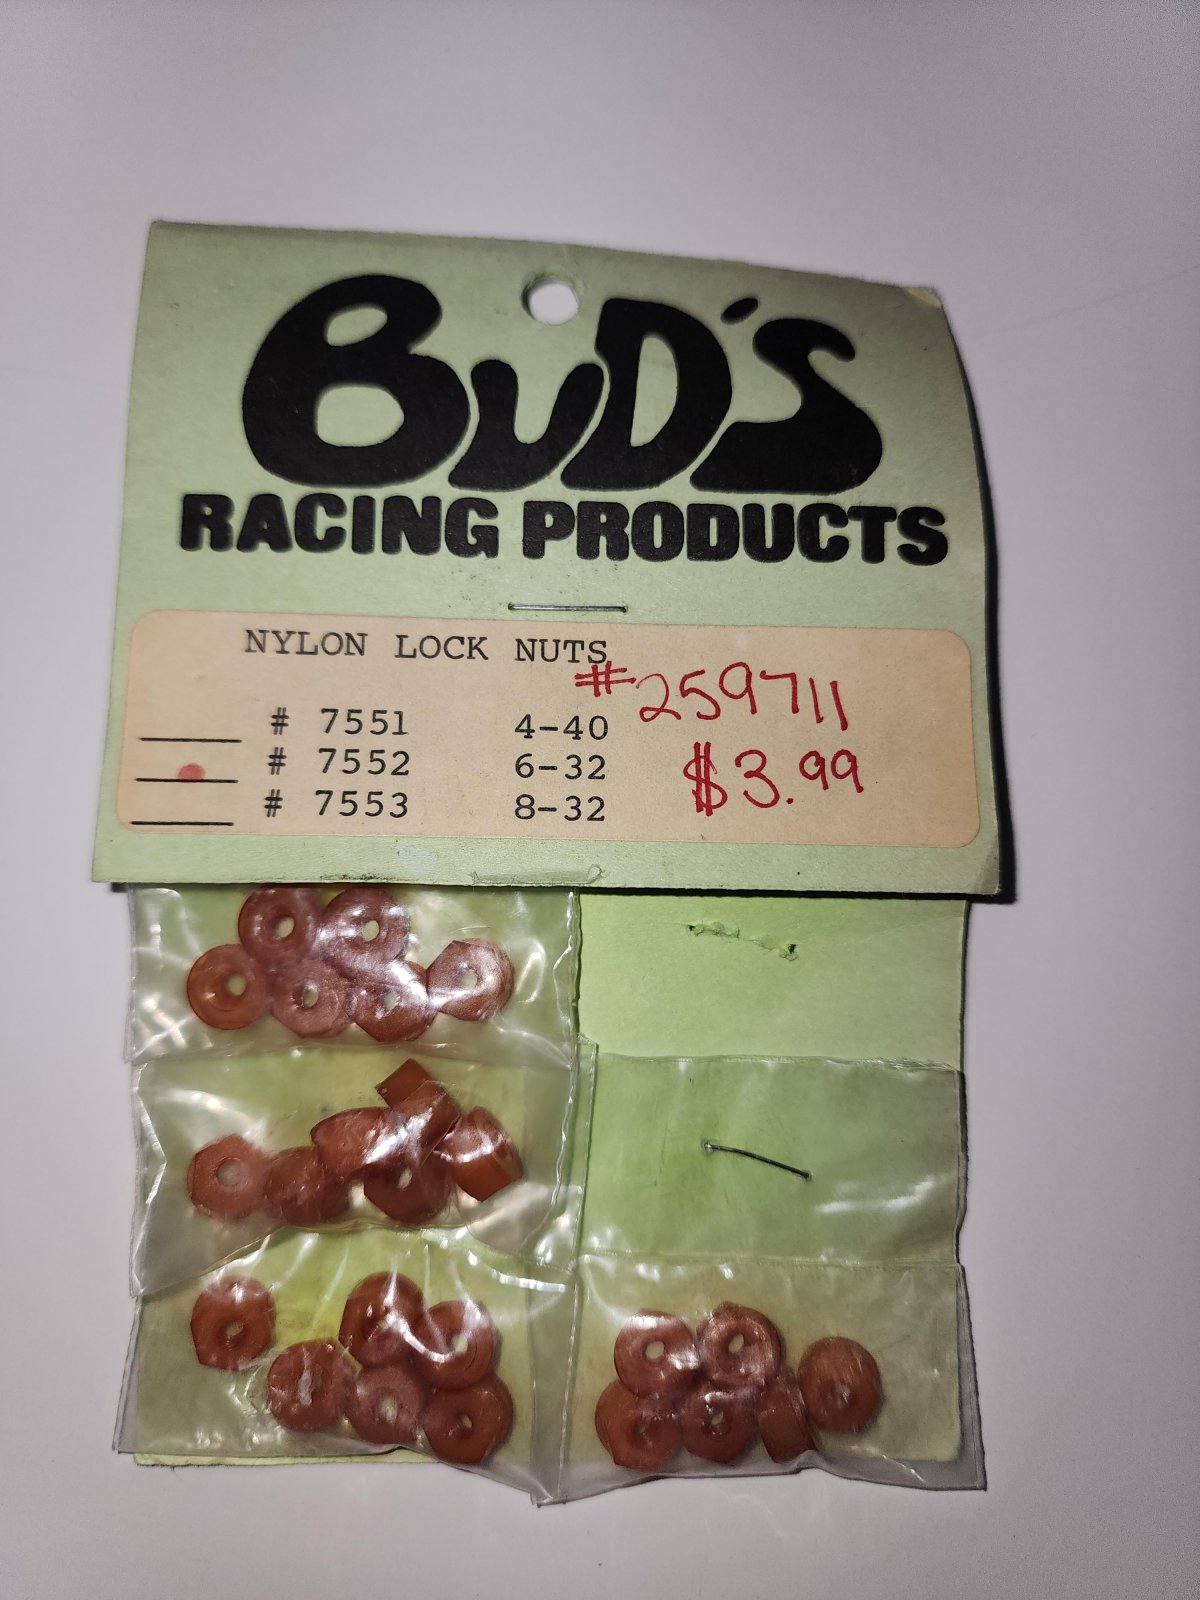 BUD'S
RACING PRODUCTS
NYLON LOCK NUTS
#259711
# 7551 4-40
# 7552 6-32
$3.99
# 7553 8-32